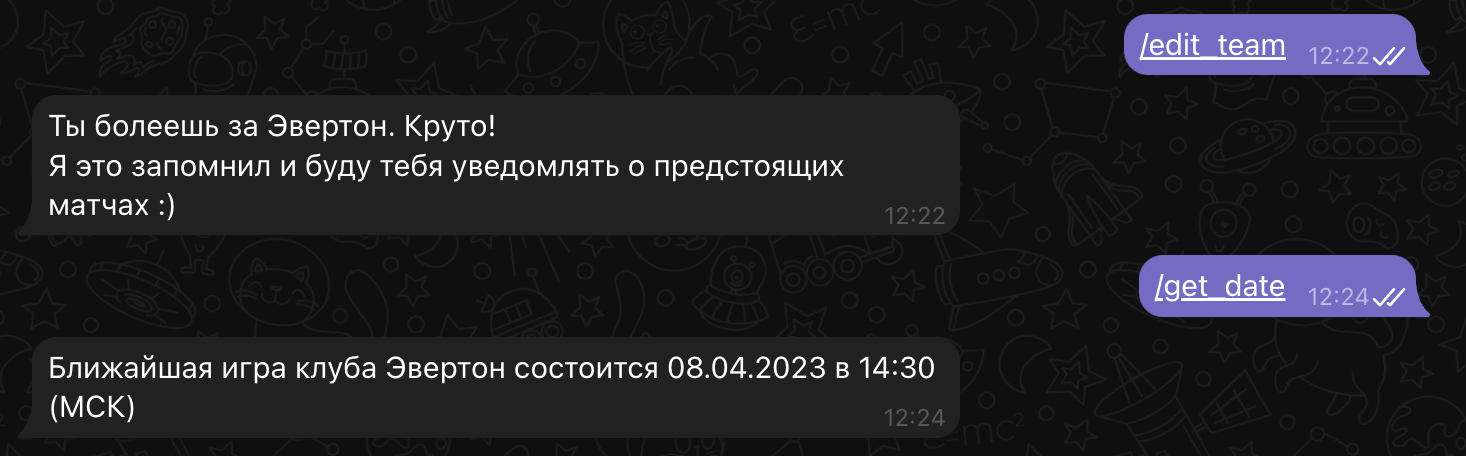 /edit_team 12:22
Ты болеешь за Эвертон. Круто!
Я это запомнил и буду тебя уведомлять о предстоящих
матчах :)
12:22
/get_date 12:24
Ближайшая игра клуба Эвертон состоится 08.04.2023 в 14:30
(МСК)
12:24